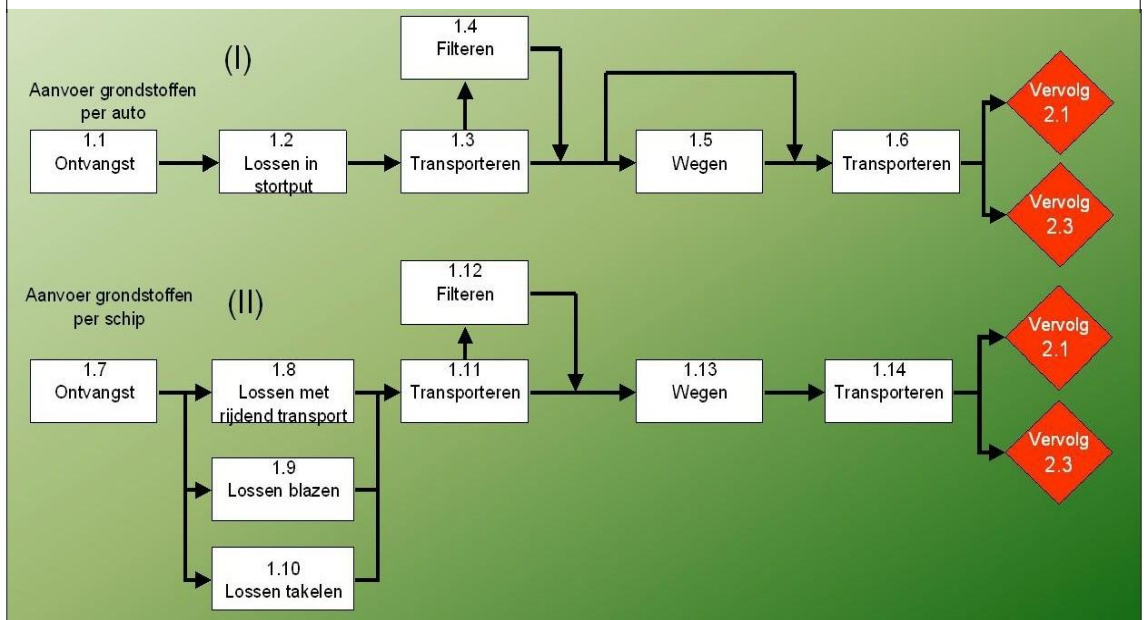 (I)
Aanvoer grondstoffen
per auto
1.1
Ontvangst
1.2
Lossen in
stortput
1.3
Transporteren
1.4
Filteren
1.5
Wegen
1.6
Transporteren
Vervolg
2.1
Vervolg
2.3
(II)
Aanvoer grondstoffen
per schip
1.7
Ontvangst
1.8
Lossen met
rijdend transport
1.9
Lossen blazen
1.10
Lossen takelen
1.11
Transporteren
1.12
Filteren
1.13
Wegen
1.14
Transporteren
Vervolg
2.1
Vervolg
2.3